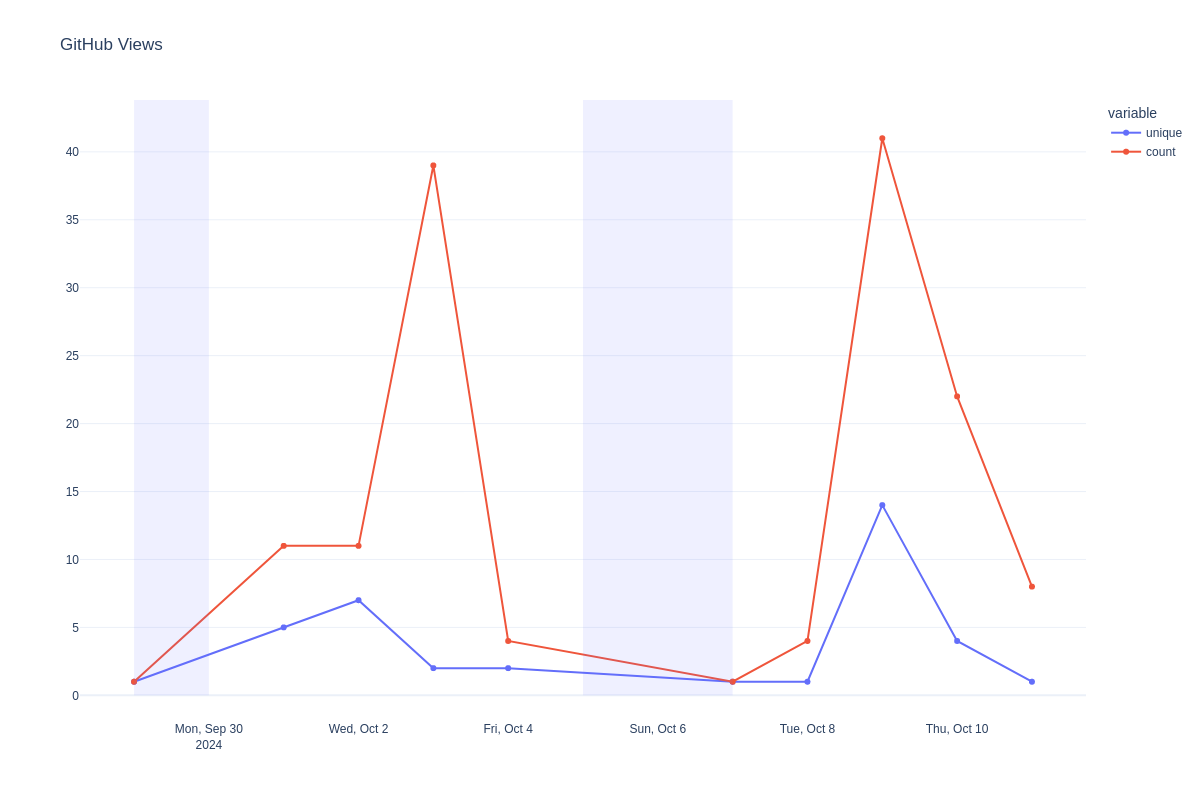 GitHub Views
variable
unique
count
40
35
30
25
20
15
10
5
0
Mon, Sep 30
2024
Wed, Oct 2
Fri, Oct 4
Sun, Oct 6
Tue, Oct 8
Thu, Oct 10